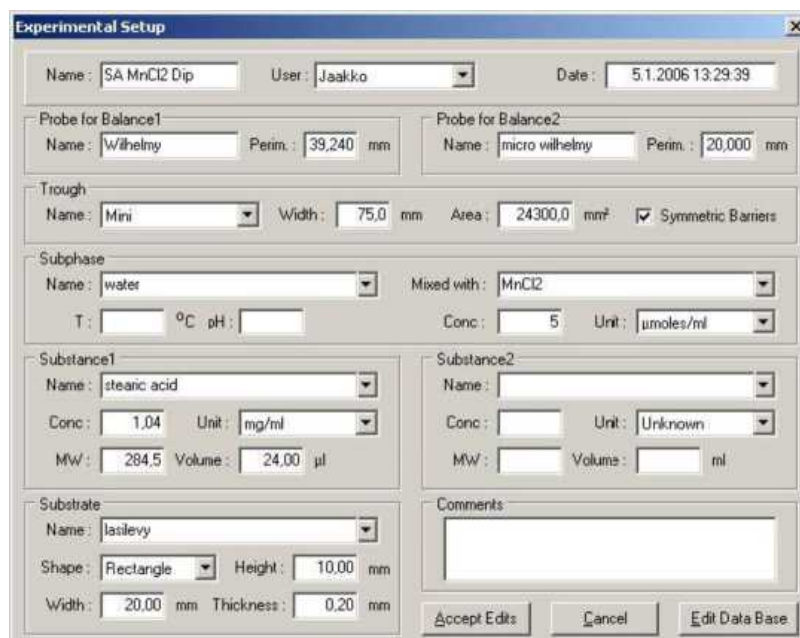 Experimental Setup
Name : SA MnCl2 Dip User : Jaakko Date : 5.1.2006 13:29:39
Probe for Balance1
Name : Wilhelmy Perim. : 39,240 mm
Probe for Balance2
Name : micro wilhelmy Perim. : 20,000 mm
Trough
Name : Mini Width : 75,0 mm Area : 24300,0 mm² Symmetric Barriers
Subphase
Name : water Mixed with : MnCl2
T : ºC pH : Conc : 5 Unit : µmoles/ml
Substance1
Name : stearic acid
Conc : 1,04 Unit : mg/ml
MW : 284,5 Volume : 24,00 µl
Substance2
Name :
Conc : Unit : Unknown
MW : Volume : ml
Substrate
Name : lasilevy
Shape : Rectangle Height : 10,00 mm
Width : 20,00 mm Thickness : 0,20 mm
Comments
Accept Edits Cancel Edit Data Base